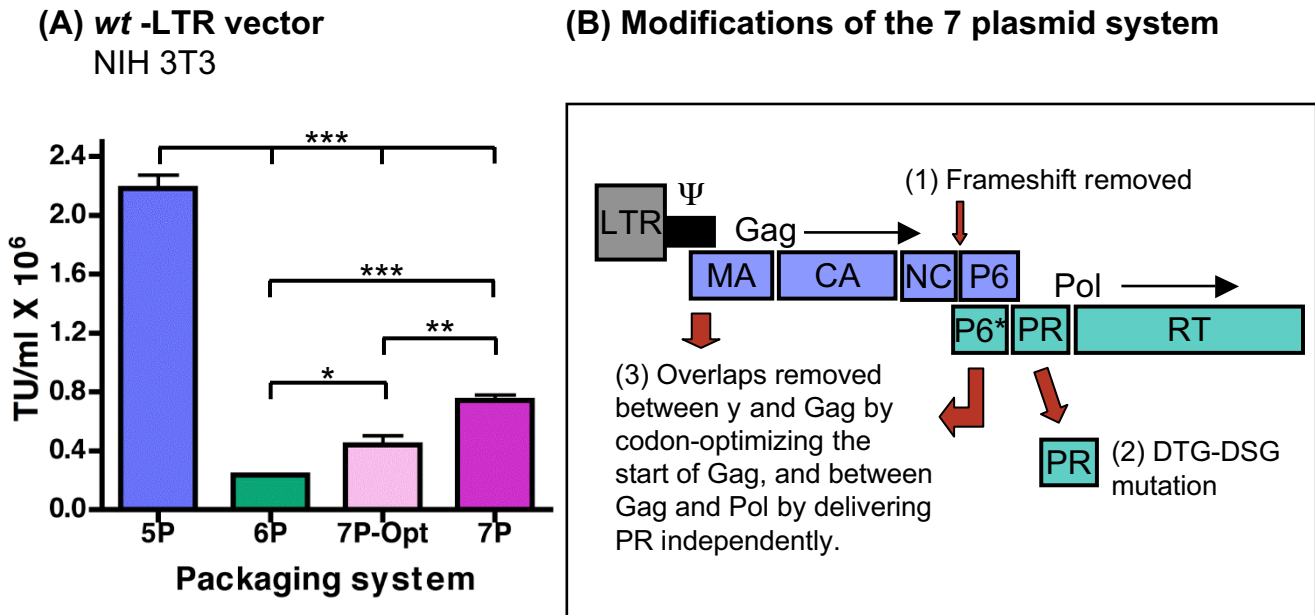 (A) wt -LTR vector
NIH 3T3
TU/ml X 10⁶
2.4
2.0
1.6
1.2
0.8
0.4
0.0
***
***
**
*
5P
6P
7P-Opt
7P
Packaging system
(B) Modifications of the 7 plasmid system
(1) Frameshift removed
LTR
Ψ
Gag
MA
CA
NC
P6
Pol
P6*
PR
RT
(3) Overlaps removed
between y and Gag by
codon-optimizing the
start of Gag, and between
Gag and Pol by delivering
PR independently.
PR
(2) DTG-DSG
mutation